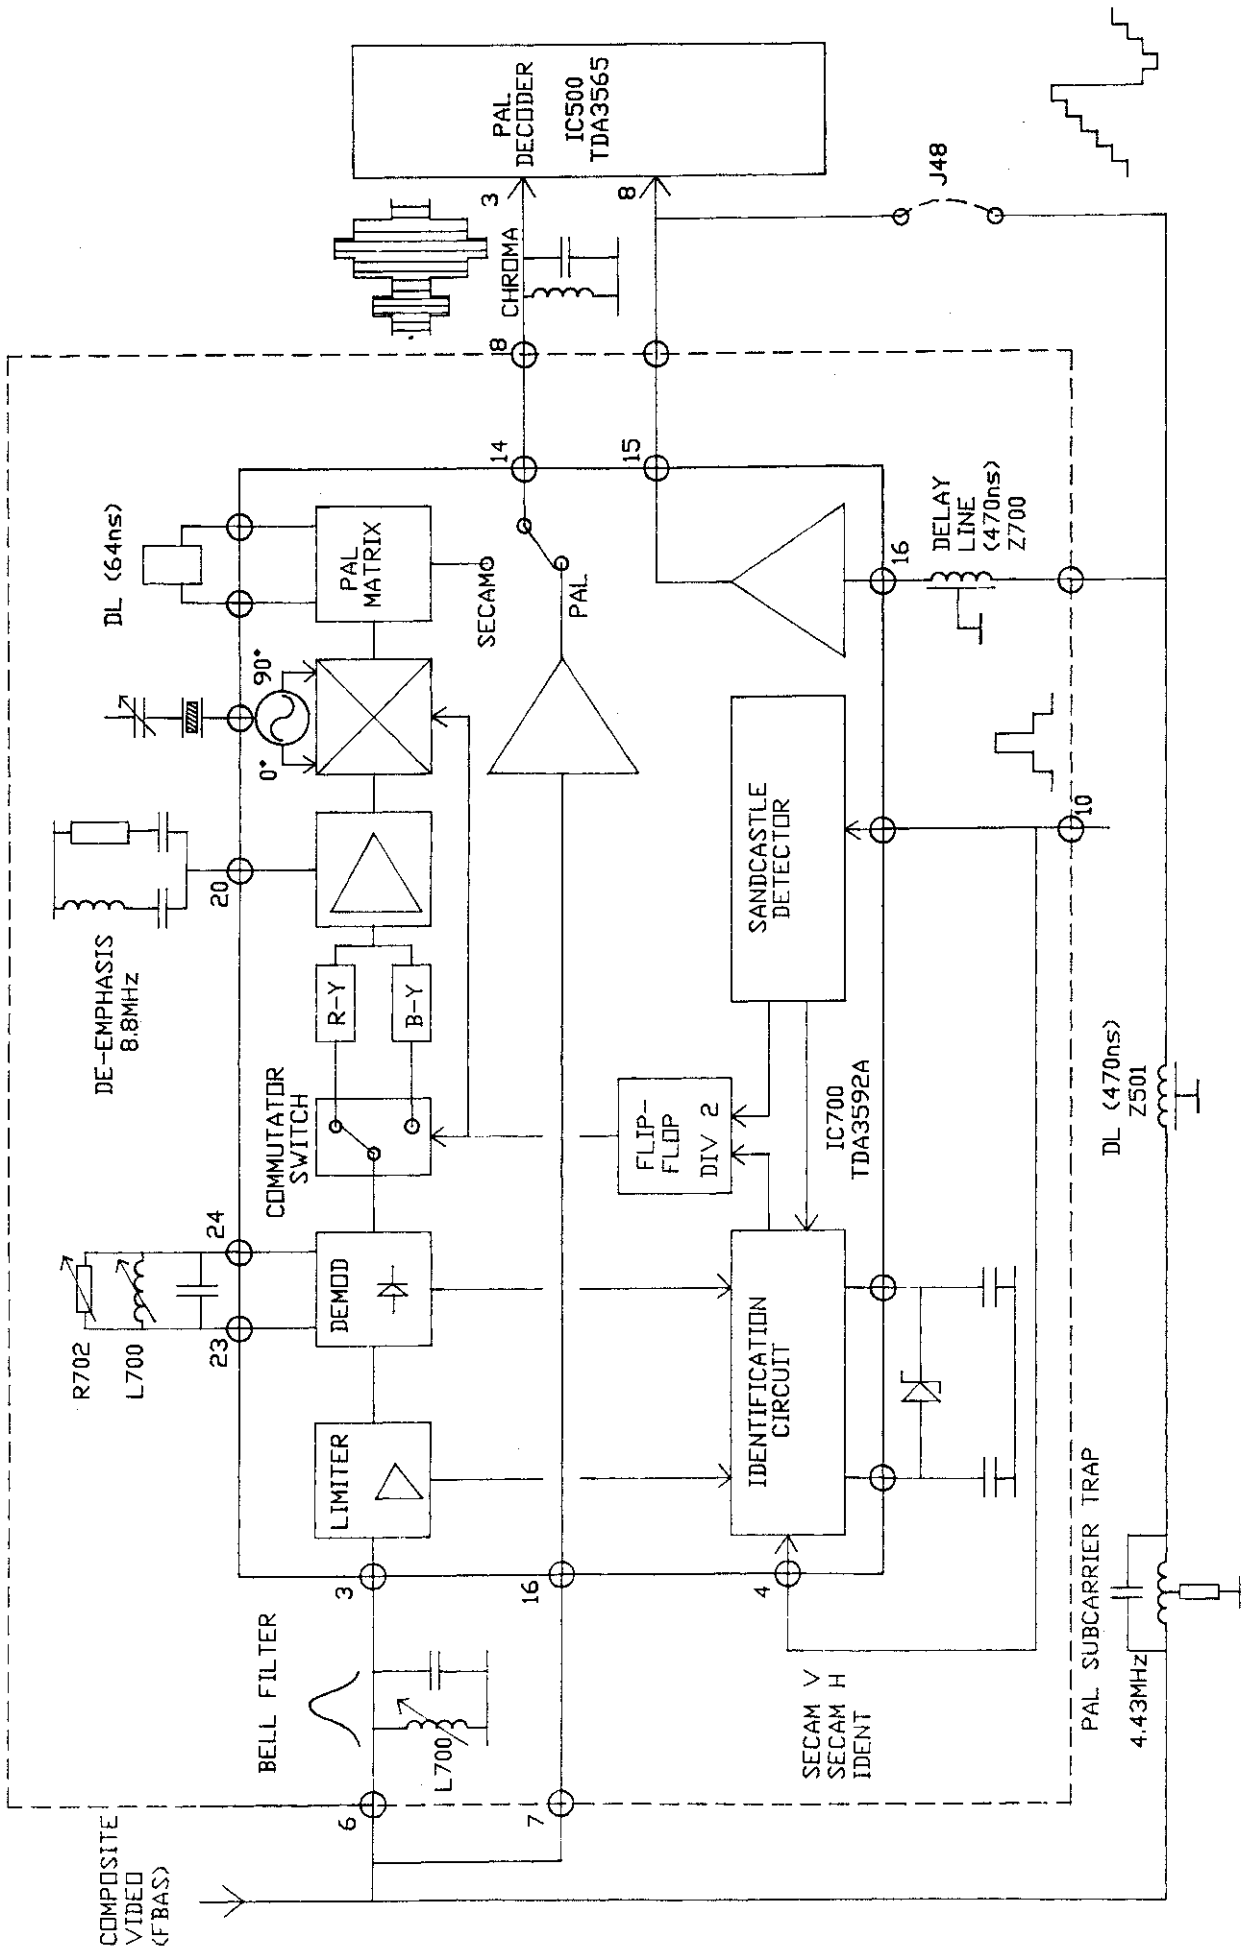 COMPOSITE
VIDEO
(FBAS)
6
7
BELL FILTER
L700
3
16
4
SECAM V
SECAM H
IDENT
R702
L700
23
24
LIMITER
DEMOD
COMMUTATOR
SWITCH
R-Y
B-Y
DE-EMPHASIS
8.8MHz
20
0°
90°
DL (64ns)
PAL
MATRIX
SECAM
PAL
14
15
8
CHROMA
3
8
PAL
DECODER
IC500
TDA3565
IDENTIFICATION
CIRCUIT
FLIP-
FLOP
DIV 2
SANDCASTLE
DETECTOR
IC700
TDA3592A
16
DELAY
LINE
(470ns)
Z700
10
J48
PAL SUBCARRIER TRAP
4.43MHz
DL (470ns)
Z501